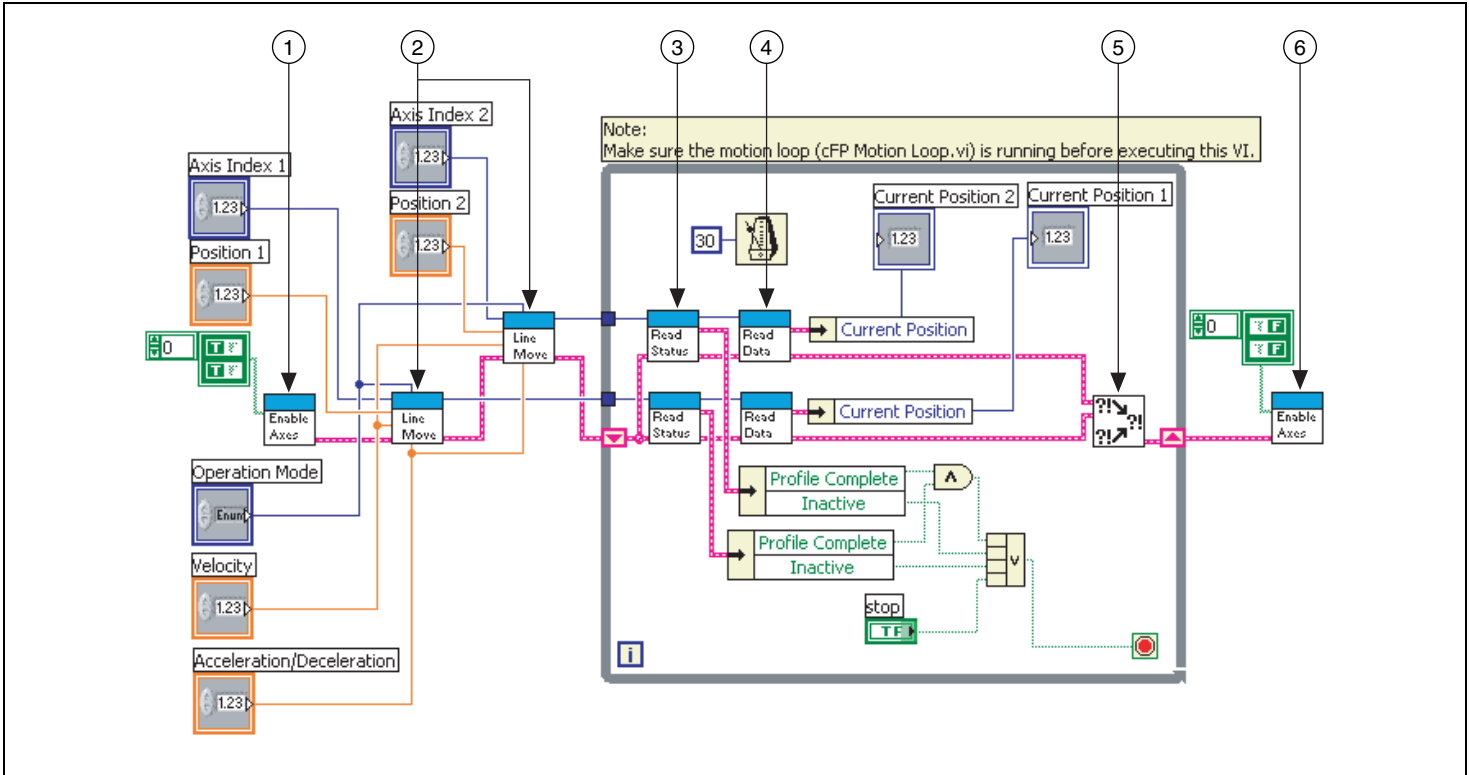 1
2
3
4
5
6
Axis Index 2
1.23
Note:
Make sure the motion loop (cFP Motion Loop.vi) is running before executing this VI.
Axis Index 1
1.23
Position 2
1.23
Current Position 2
1.23
Current Position 1
1.23
30
Position 1
1.23
Line
Move
Read
Status
Read
Data
Current Position
0
T
T
0
F
F
Enable
Axes
Line
Move
Read
Status
Read
Data
Current Position
?!
?!
?!
Enable
Axes
Operation Mode
Enum
Profile Complete
Inactive
Λ
Profile Complete
Inactive
V
Velocity
1.23
stop
TF
i
Acceleration/Deceleration
1.23